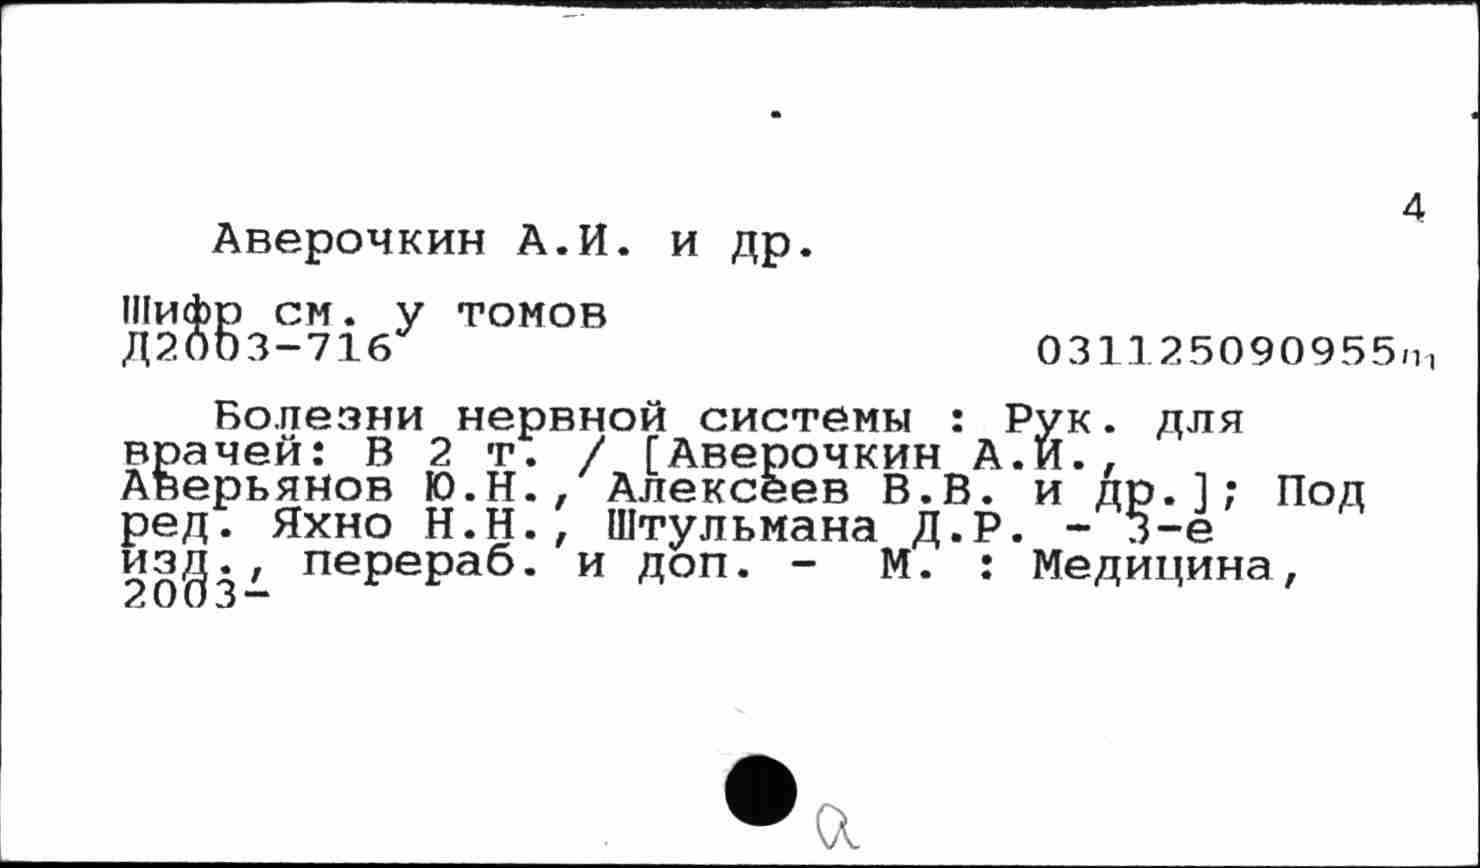 4
Аверочкин А.И. и др.
Шифр см. у томов
Д2003-716 031125090955m
Болезни нервной системы : Рук. для
врачей: В 2 т. / [Аверочкин А.И.,
Аверьянов Ю.Н., Алексеев В.В. и др.]; Под
ред. Яхно Н.Н., Штульмана Д.Р. - 3-е
изд., перераб. и доп. - М. : Медицина,
2003-
а